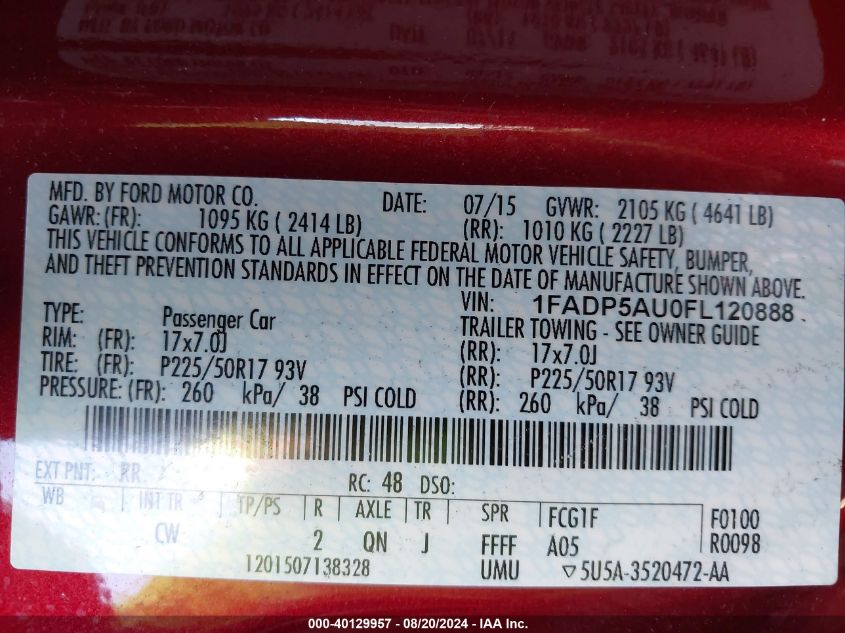 MFD. BY FORD MOTOR CO. DATE: 07/15 GVWR: 2105 KG ( 4641 LB)
GAWR: (FR): 1095 KG ( 2414 LB) (RR): 1010 KG ( 2227 LB)
THIS VEHICLE CONFORMS TO ALL APPLICABLE FEDERAL MOTOR VEHICLE SAFETY, BUMPER,
AND THEFT PREVENTION STANDARDS IN EFFECT ON THE DATE OF MANUFACTURE SHOWN ABOVE.
VIN: 1FADP5AU0FL120888
TYPE: Passenger Car TRAILER TOWING - SEE OWNER GUIDE
RIM: (FR): 17x7.0J (RR): 17x7.0J
TIRE: (FR): P225/50R17 93V (RR): P225/50R17 93V
PRESSURE: (FR): 260 kPa/ 38 PSI COLD (RR): 260 kPa/ 38 PSI COLD
EXT PNT: RR RC: 48 DSO:
WB INT TR TP/PS R AXLE TR SPR FCG1F F0100
CW 2 QN J FFFF A05 R0098
1201507138328 UMU ▽5U5A-3520472-AA
000-40129957 | 08/20/2024 - IAA Inc.